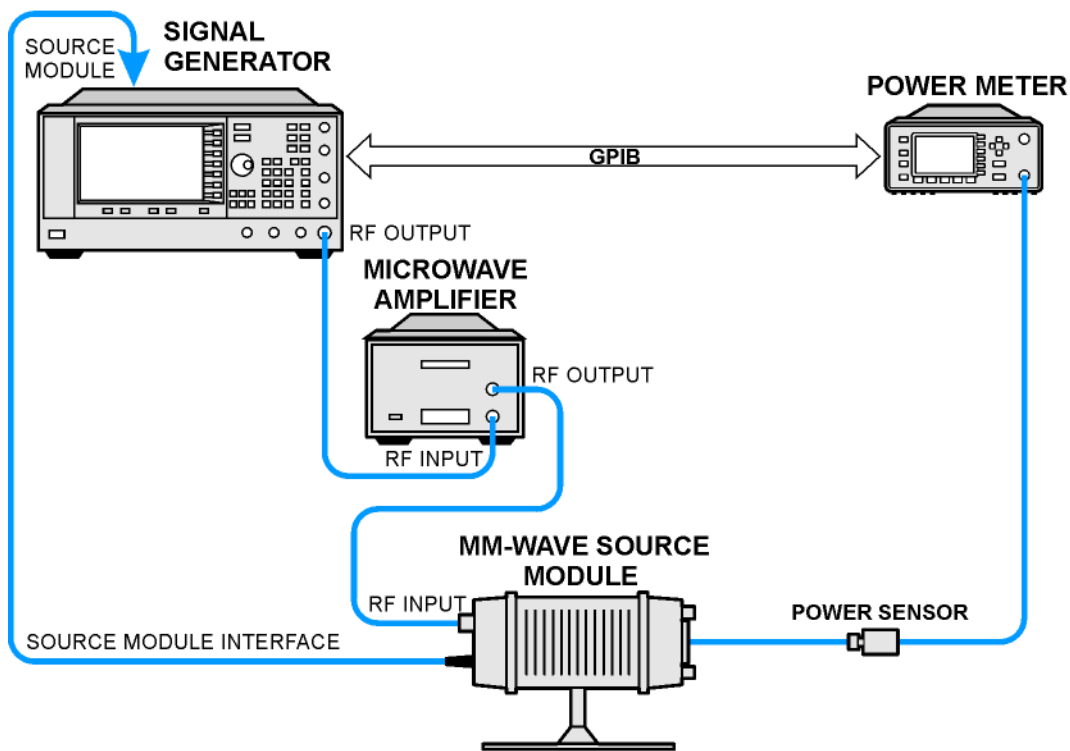 SIGNAL
GENERATOR
SOURCE
MODULE
POWER METER
GPIB
RF OUTPUT
MICROWAVE
AMPLIFIER
RF OUTPUT
RF INPUT
MM-WAVE SOURCE
MODULE
RF INPUT
POWER SENSOR
SOURCE MODULE INTERFACE